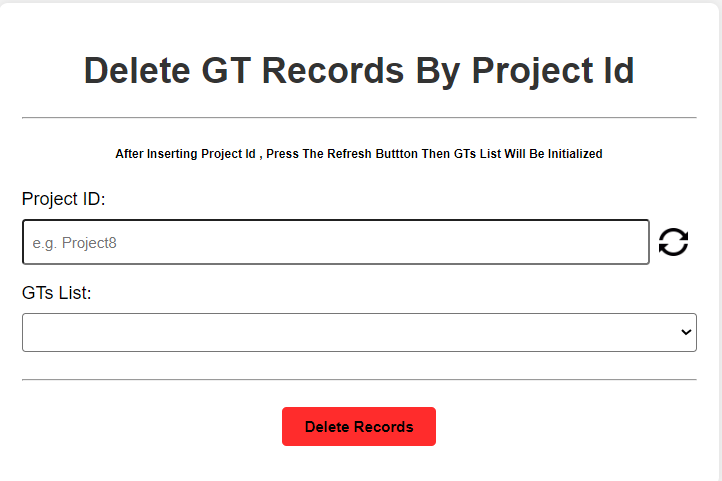 Delete GT Records By Project Id
After Inserting Project Id , Press The Refresh Buttton Then GTs List Will Be Initialized
Project ID:
e.g. Project8
GTs List:
Delete Records